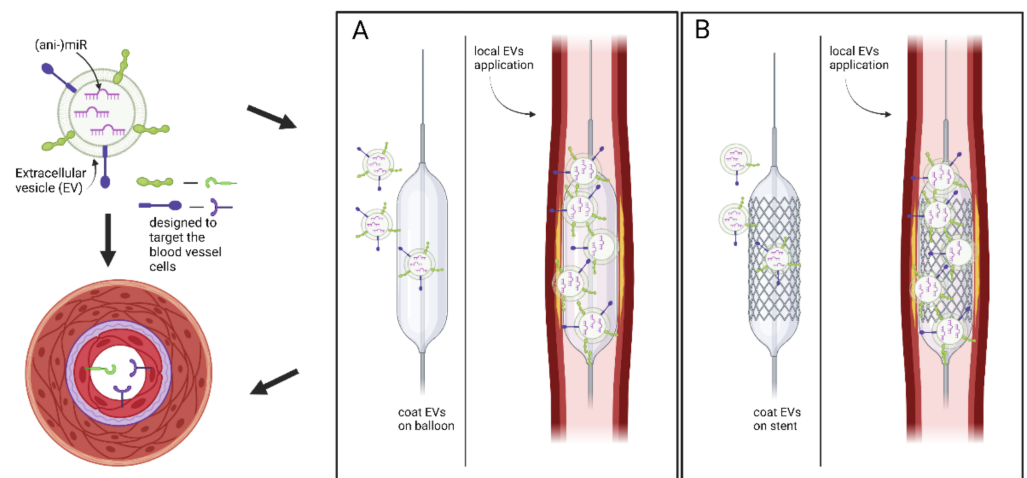 (ani-)miR
Extracellular
vesicle (EV)
designed to
target the
blood vessel
cells
A
local EVs
application
coat EVs
on balloon
B
local EVs
application
coat EVs
on stent